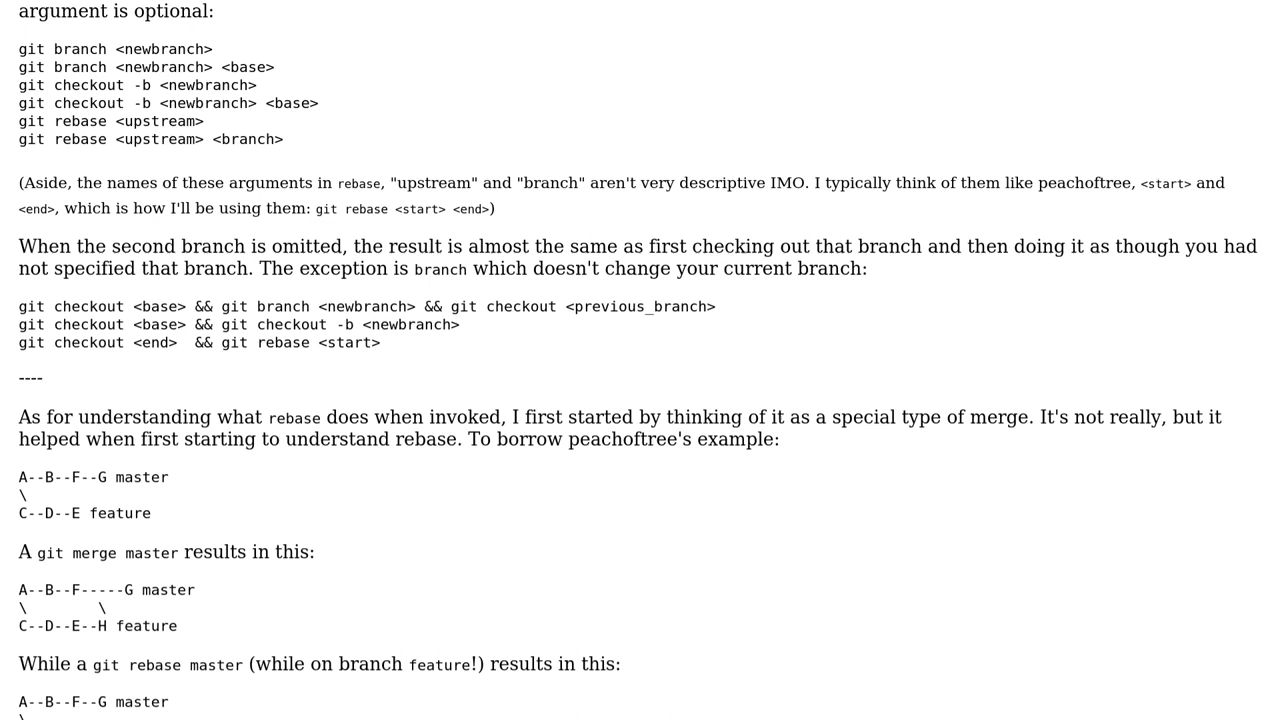 argument is optional:
git branch <newbranch>
git branch <newbranch> <base>
git checkout -b <newbranch>
git checkout -b <newbranch> <base>
git rebase <upstream>
git rebase <upstream> <branch>
(Aside, the names of these arguments in rebase, "upstream" and "branch" aren't very descriptive IMO. I typically think of them like peachoftree, <start> and
<end>, which is how I'll be using them: git rebase <start> <end>)
When the second branch is omitted, the result is almost the same as first checking out that branch and then doing it as though you had
not specified that branch. The exception is branch which doesn't change your current branch:
git checkout <base> && git branch <newbranch> && git checkout <previous_branch>
git checkout <base> && git checkout -b <newbranch>
git checkout <end>  && git rebase <start>
----
As for understanding what rebase does when invoked, I first started by thinking of it as a special type of merge. It's not really, but it
helped when first starting to understand rebase. To borrow peachoftree's example:
A--B--F--G master
\
C--D--E feature
A git merge master results in this:
A--B--F-----G master
\        \
C--D--E--H feature
While a git rebase master (while on branch feature!) results in this:
A--B--F--G master
\